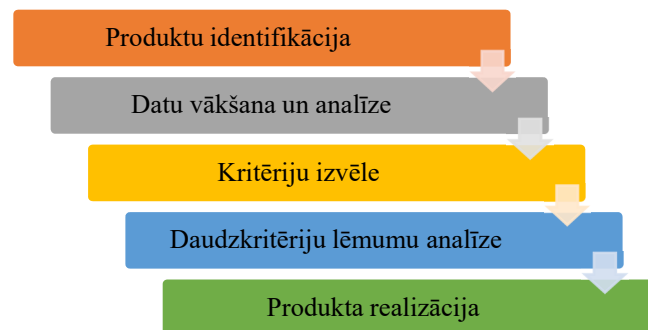 Produktu identifikācija
Datu vākšana un analīze
Kritēriju izvēle
Daudzkritēriju lēmumu analīze
Produkta realizācija